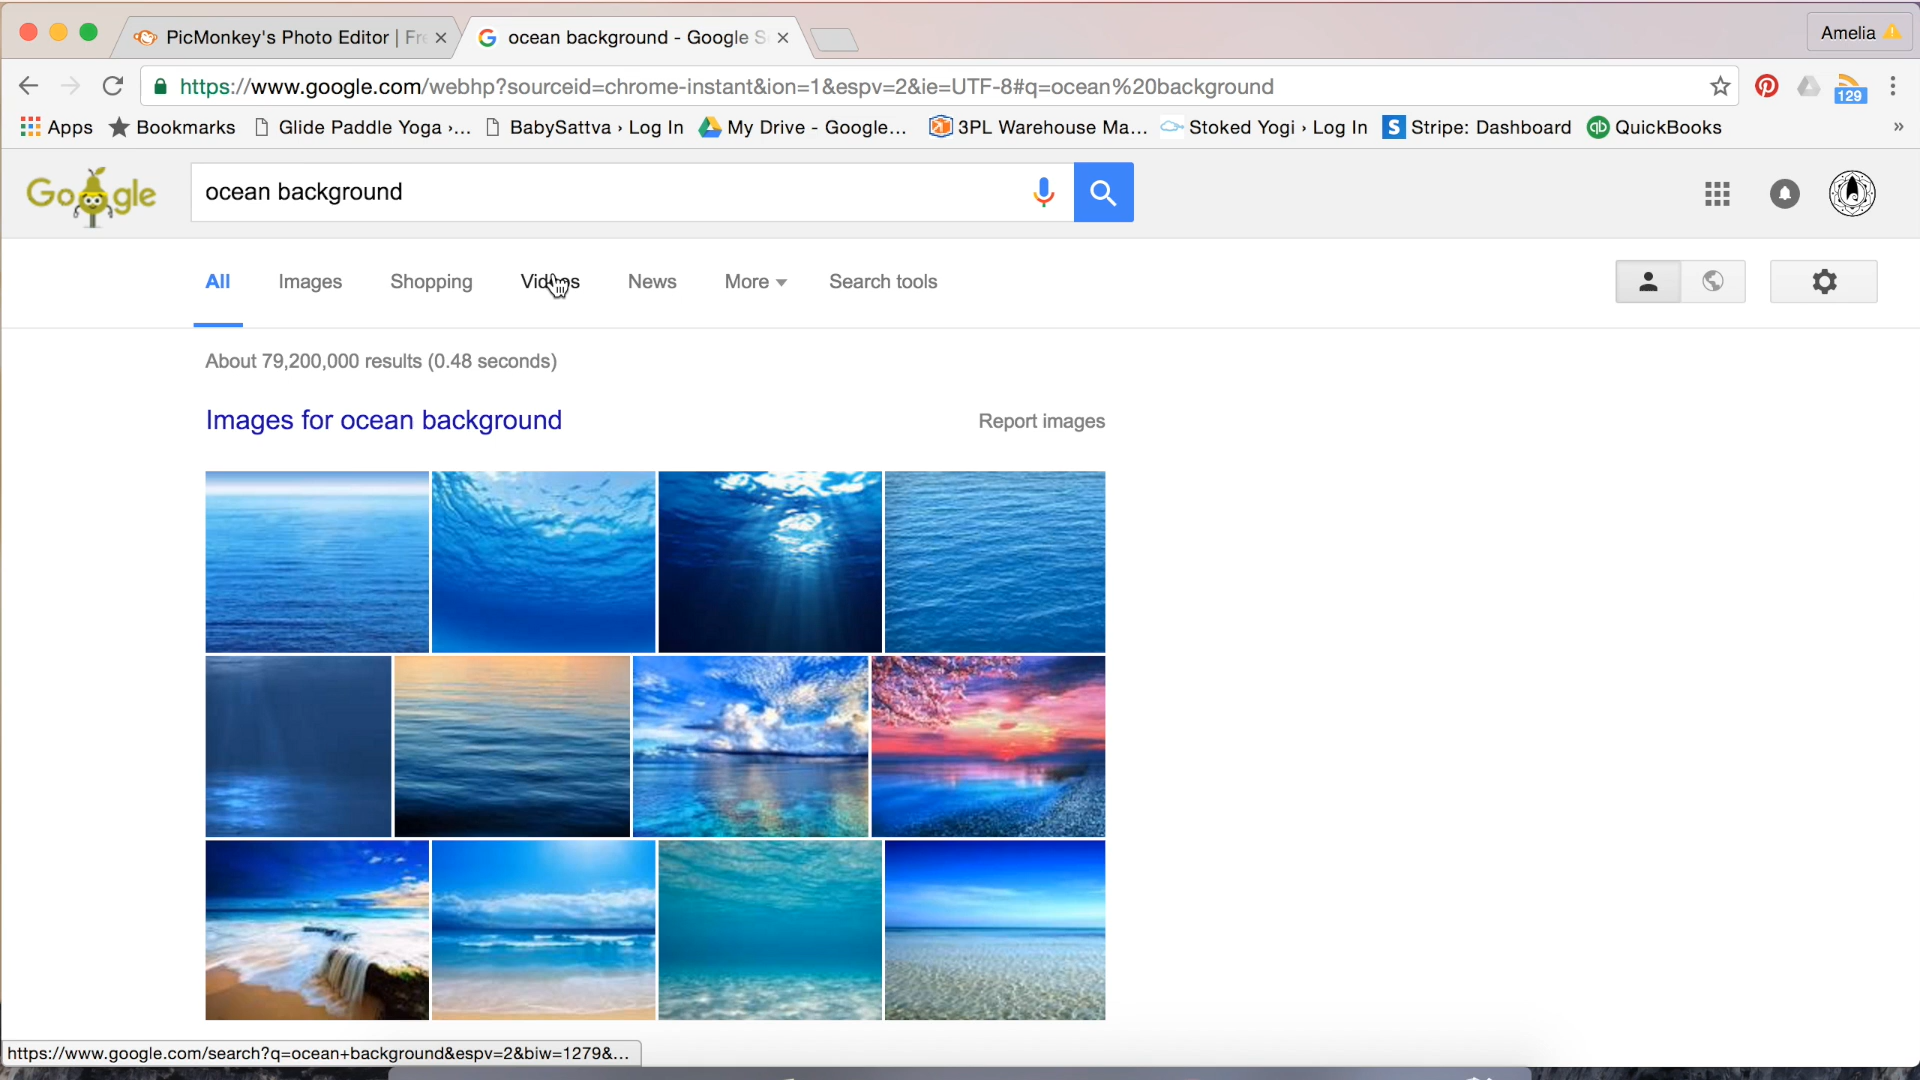 PicMonkey's Photo Editor | Fre
ocean background - Google S
Amelia
https://www.google.com/webhp?sourceid=chrome-instant&ion=1&espv=2&ie=UTF-8#q=ocean%20background
129
Apps Bookmarks Glide Paddle Yoga ›... BabySattva › Log In My Drive - Google... 3PL Warehouse Ma... Stoked Yogi › Log In S Stripe: Dashboard qb QuickBooks »
Google
ocean background
All Images Shopping Videos News More Search tools
About 79,200,000 results (0.48 seconds)
Images for ocean background
Report images
https://www.google.com/search?q=ocean+background&espv=2&biw=1279&...